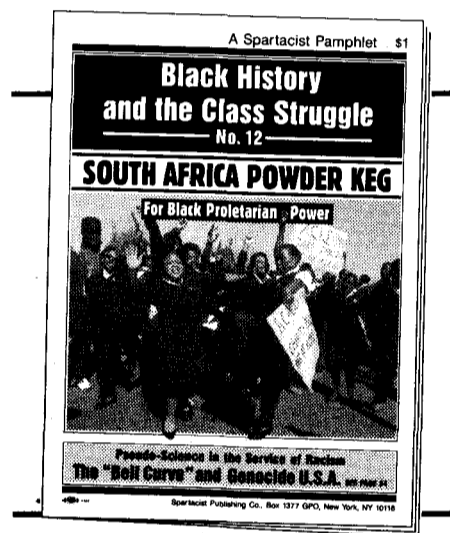 A Spartacist Pamphlet $1
Black History
and the Class Struggle
No. 12
SOUTH AFRICA POWDER KEG
For Black Proletarian Power
Pseudo-Science in the Service of Racism
The "Bell Curve" and Genocide U.S.A.
Spartacist Publishing Co., Box 1377 GPO, New York, NY 10116